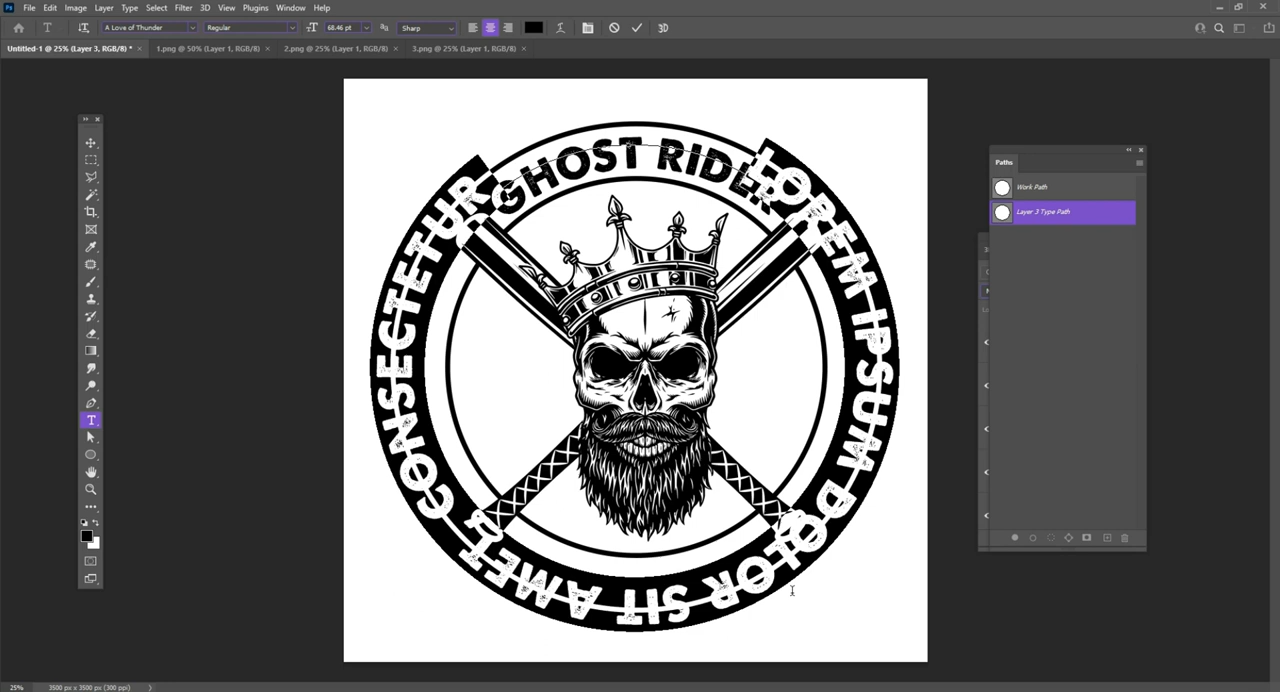 Ps File Edit Image Layer Type Select Filter 3D View Plugins Window Help
A Love of Thunder Regular 68.46 pt Sharp 3D
Untitled-1 @ 25% (Layer 3, RGB/8) * × 1.png @ 50% (Layer 1, RGB/8) × 2.png @ 25% (Layer 1, RGB/8) × 3.png @ 25% (Layer 1, RGB/8) ×
GHOST RIDER
LOREM IPSUM DOLOR SIT AMET, CONSECTETUR
Paths
Work Path
Layer 3 Type Path
25% 3500 px x 3500 px (300 ppi)